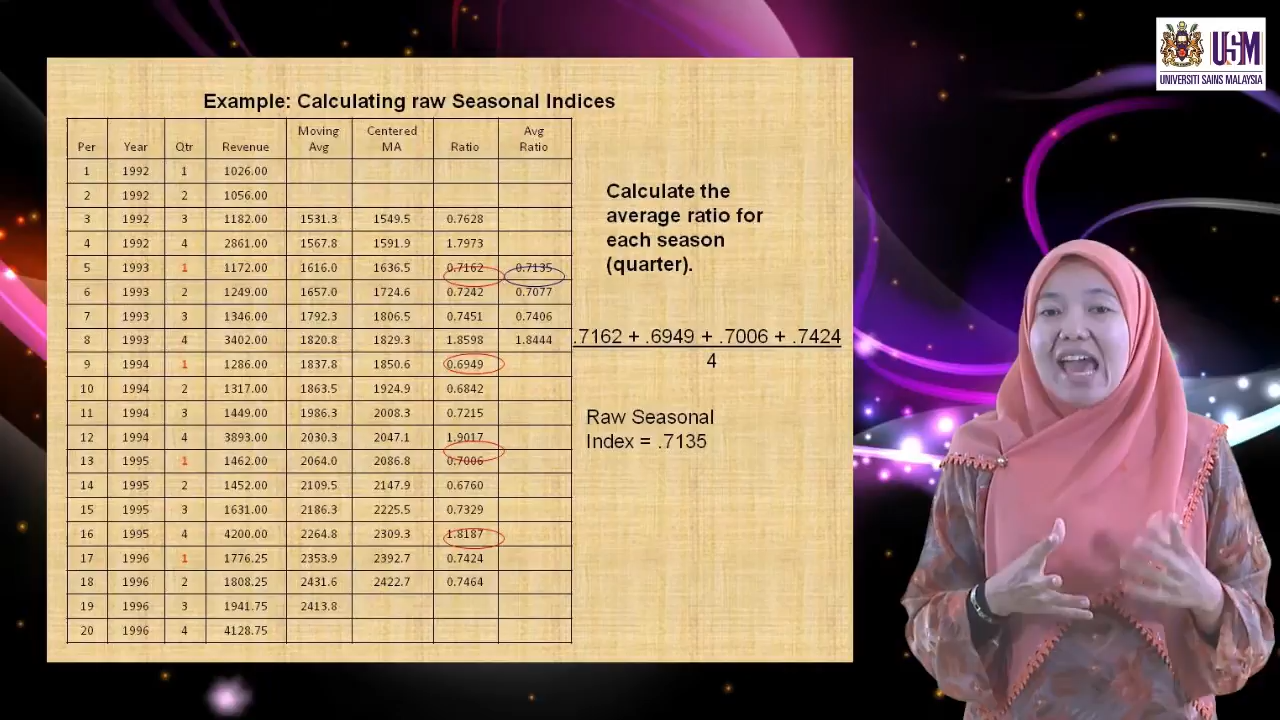 USM
UNIVERSITI SAINS MALAYSIA
Example: Calculating raw Seasonal Indices
Per Year Qtr Revenue Moving Avg Centered MA Ratio Avg Ratio
1 1992 1 1026.00
2 1992 2 1056.00
3 1992 3 1182.00 1531.3 1549.5 0.7628
4 1992 4 2861.00 1567.8 1591.9 1.7973
5 1993 1 1172.00 1616.0 1636.5 0.7162 0.7135
6 1993 2 1249.00 1657.0 1724.6 0.7242 0.7077
7 1993 3 1346.00 1792.3 1806.5 0.7451 0.7406
8 1993 4 3402.00 1820.8 1829.3 1.8598 1.8444
9 1994 1 1286.00 1837.8 1850.6 0.6949
10 1994 2 1317.00 1863.5 1924.9 0.6842
11 1994 3 1449.00 1986.3 2008.3 0.7215
12 1994 4 3893.00 2030.3 2047.1 1.9017
13 1995 1 1462.00 2064.0 2086.8 0.7006
14 1995 2 1452.00 2109.5 2147.9 0.6760
15 1995 3 1631.00 2186.3 2225.5 0.7329
16 1995 4 4200.00 2264.8 2309.3 1.8187
17 1996 1 1776.25 2353.9 2392.7 0.7424
18 1996 2 1808.25 2431.6 2422.7 0.7464
19 1996 3 1941.75 2413.8
20 1996 4 4128.75
Calculate the
average ratio for
each season
(quarter).
.7162 + .6949 + .7006 + .7424
4
Raw Seasonal
Index = .7135